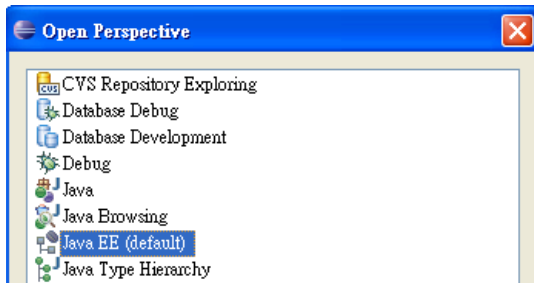 Open Perspective
CVS Repository Exploring
Database Debug
Database Development
Debug
Java
Java Browsing
Java EE (default)
Java Type Hierarchy